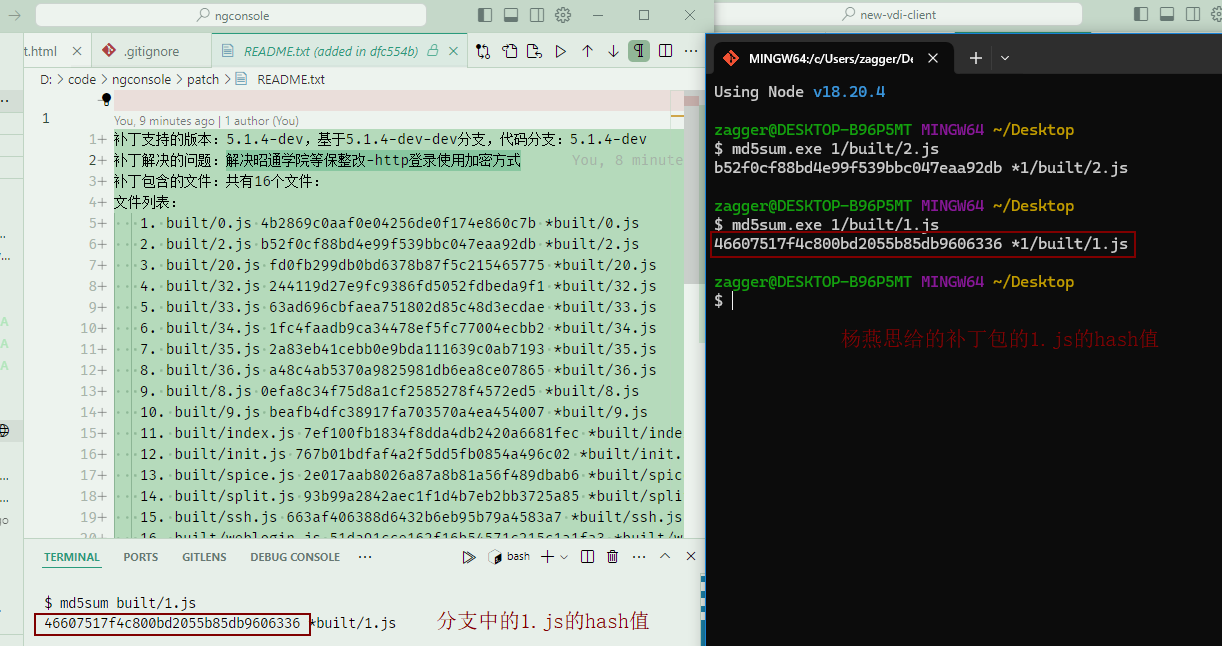 ngconsole
t.html
.gitignore
README.txt (added in dfc554b)
D: > code > ngconsole > patch > README.txt
1
You, 9 minutes ago | 1 author (You)
1+ 补丁支持的版本：5.1.4-dev，基于5.1.4-dev-dev分支，代码分支：5.1.4-dev
2+ 补丁解决的问题：解决昭通学院等保整改-http登录使用加密方式 You, 8 minute
3+ 补丁包含的文件：共有16个文件：
4+ 文件列表：
5+ 1. built/0.js 4b2869c0aaf0e04256de0f174e860c7b *built/0.js
6+ 2. built/2.js b52f0cf88bd4e99f539bbc047eaa92db *built/2.js
7+ 3. built/20.js fd0fb299db0bd6378b87f5c215465775 *built/20.js
8+ 4. built/32.js 244119d27e9fc9386fd5052fdbeda9f1 *built/32.js
9+ 5. built/33.js 63ad696cbfaea751802d85c48d3ecdae *built/33.js
10+ 6. built/34.js 1fc4faadb9ca34478ef5fc77004ecbb2 *built/34.js
11+ 7. built/35.js 2a83eb41cebb0e9bda111639c0ab7193 *built/35.js
12+ 8. built/36.js a48c4ab5370a9825981db6ea8ce07865 *built/36.js
13+ 9. built/8.js 0efa8c34f75d8a1cf2585278f4572ed5 *built/8.js
14+ 10. built/9.js beafb4dfc38917fa703570a4ea454007 *built/9.js
15+ 11. built/index.js 7ef100fb1834f8dda4db2420a6681fec *built/inde
16+ 12. built/init.js 767b01bdfaf4a2f5dd5fb0854a496c02 *built/init.
17+ 13. built/spice.js 2e017aab8026a87a8b81a56f489dbab6 *built/spic
18+ 14. built/split.js 93b99a2842aec1f1d4b7eb2bb3725a85 *built/spli
19+ 15. built/ssh.js 663af406388d6432b6eb95b79a4583a7 *built/ssh.js
TERMINAL
PORTS
GITLENS
DEBUG CONSOLE
bash
$ md5sum built/1.js
46607517f4c800bd2055b85db9606336 *built/1.js
分支中的1.js的hash值
new-vdi-client
MINGW64:/c/Users/zagger/De
Using Node v18.20.4
zagger@DESKTOP-B96P5MT MINGW64 ~/Desktop
$ md5sum.exe 1/built/2.js
b52f0cf88bd4e99f539bbc047eaa92db *1/built/2.js
zagger@DESKTOP-B96P5MT MINGW64 ~/Desktop
$ md5sum.exe 1/built/1.js
46607517f4c800bd2055b85db9606336 *1/built/1.js
zagger@DESKTOP-B96P5MT MINGW64 ~/Desktop
$
杨燕思给的补丁包的1.js的hash值